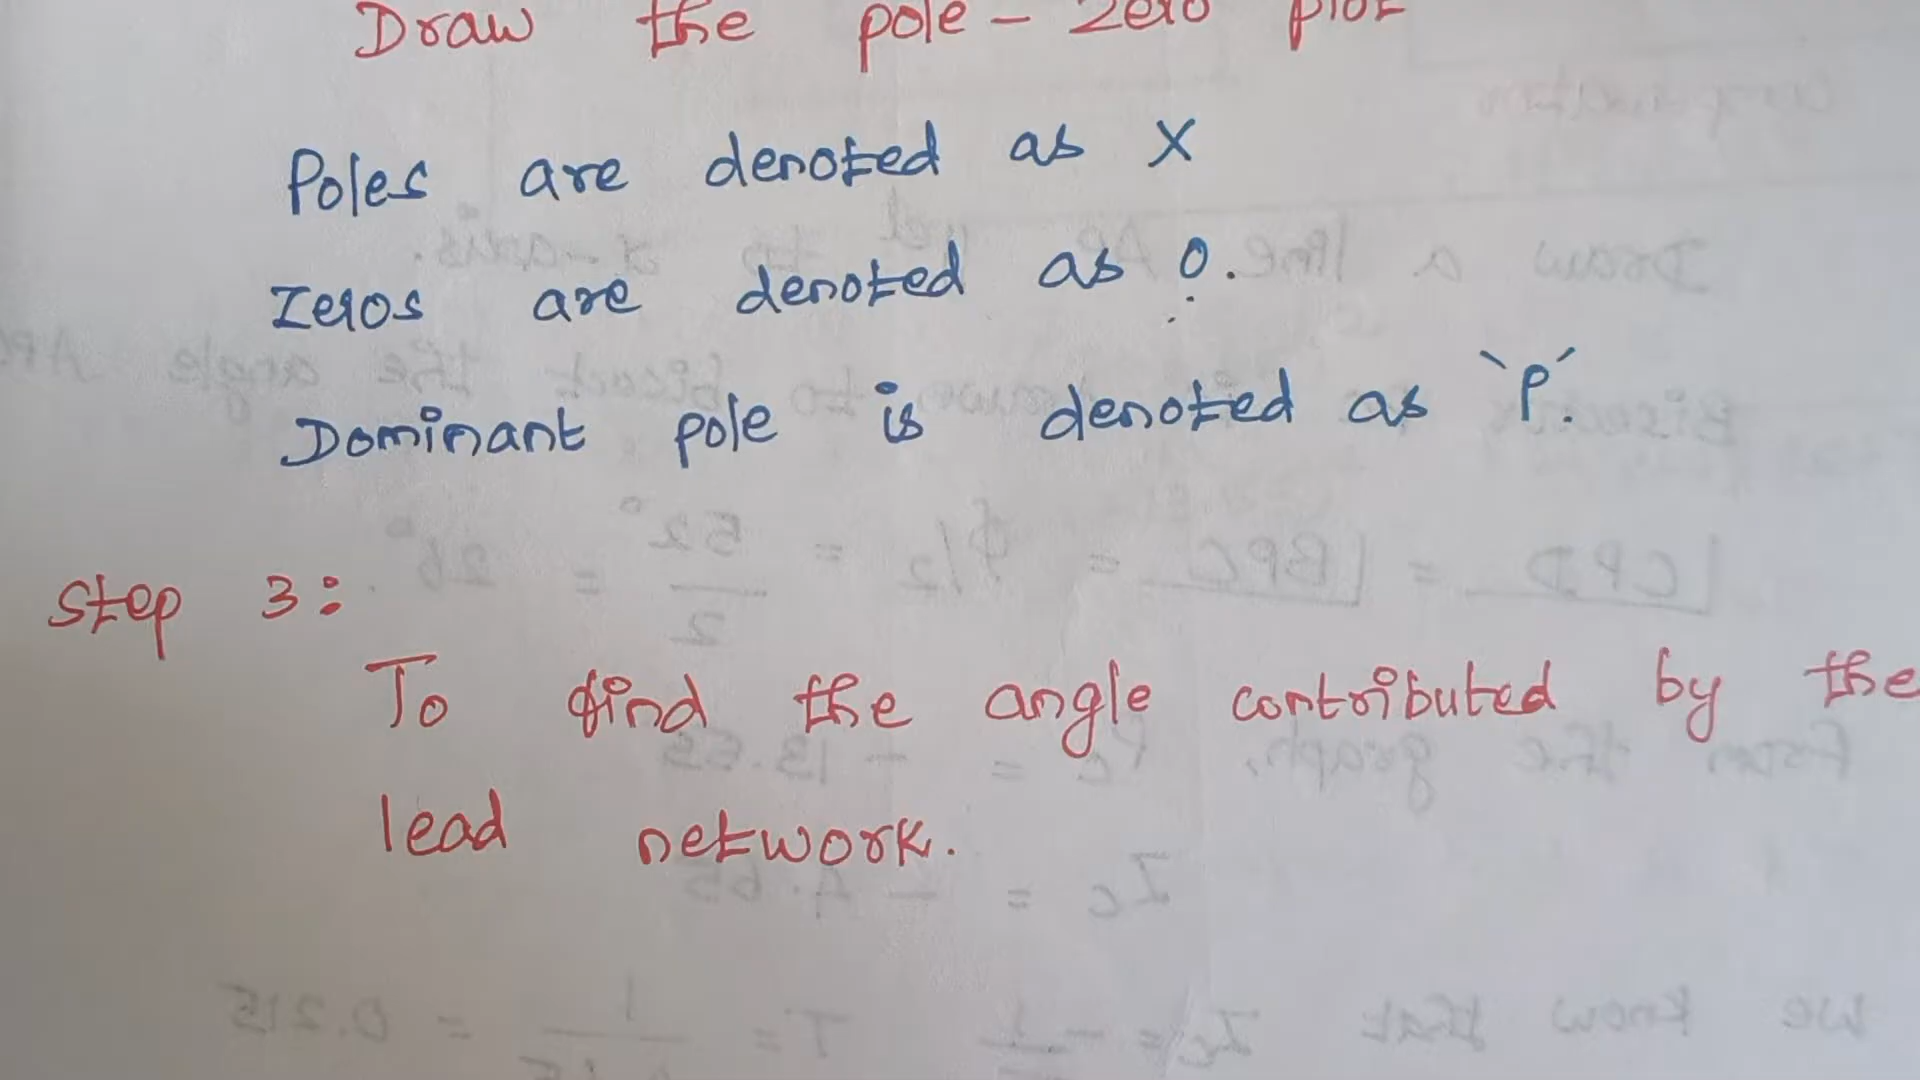 Draw the pole - Zero plot
Poles are denoted as X
Zeros are denoted as 0.
Dominant pole is denoted as `P´.
Step 3:
To find the angle contributed by the
lead network.